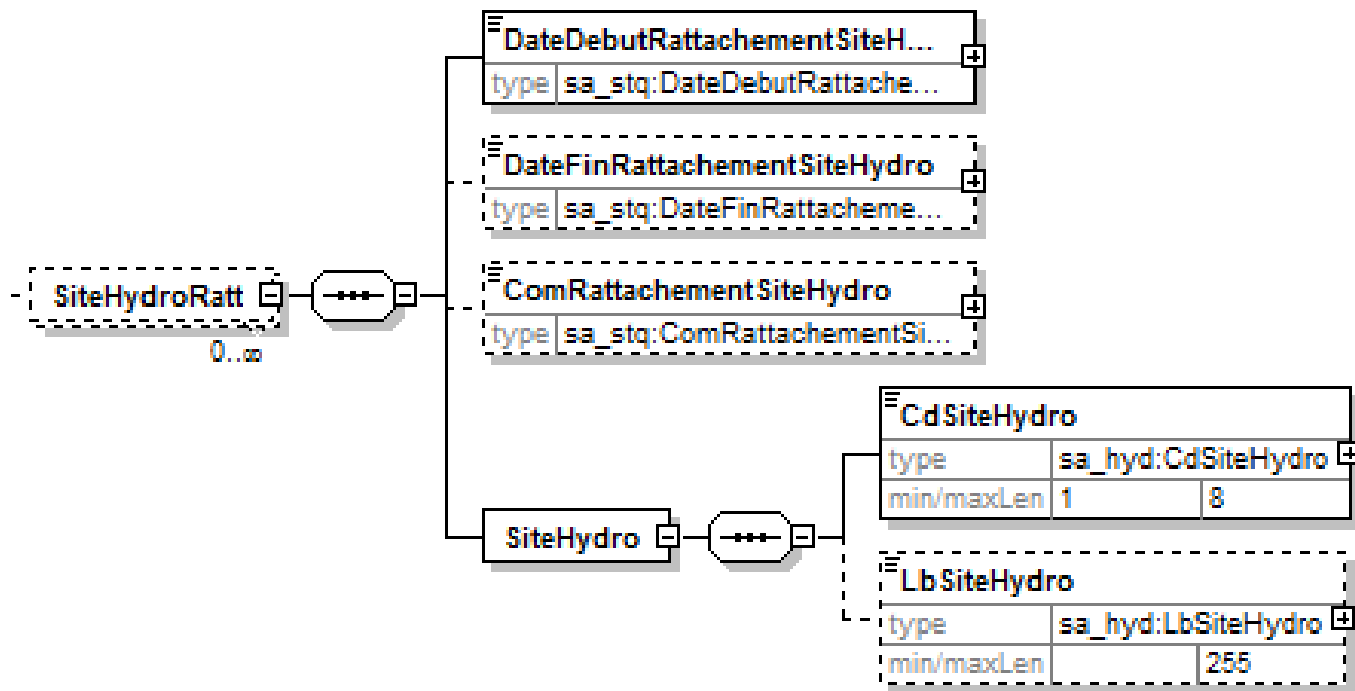 DateDebutRattachementSiteH...
type sa_stq:DateDebutRattache...
DateFinRattachementSiteHydro
type sa_stq:DateFinRattacheme...
ComRattachementSiteHydro
type sa_stq:ComRattachementSi...
SiteHydroRatt
0..∞
CdSiteHydro
type sa_hyd:CdSiteHydro
min/maxLen 1 8
SiteHydro
LbSiteHydro
type sa_hyd:LbSiteHydro
min/maxLen 255